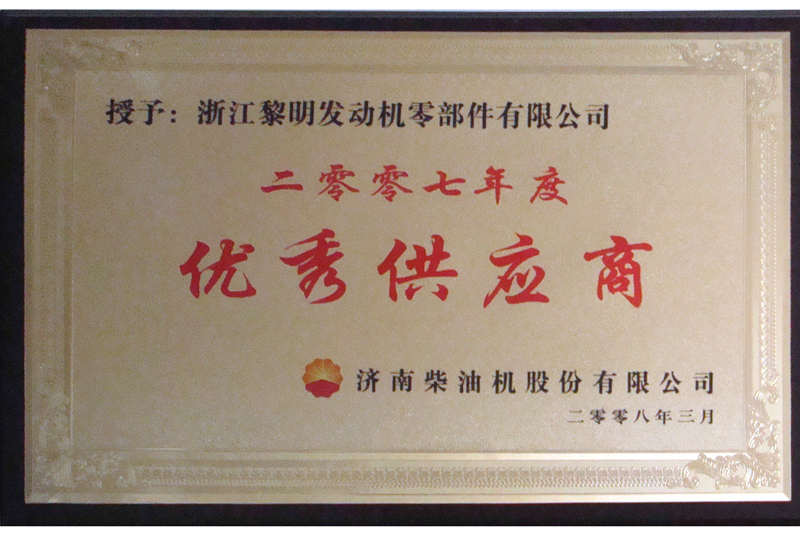 授予：浙江黎明发动机零部件有限公司
二零零七年度
优秀供应商
济南柴油机股份有限公司
二零零八年三月